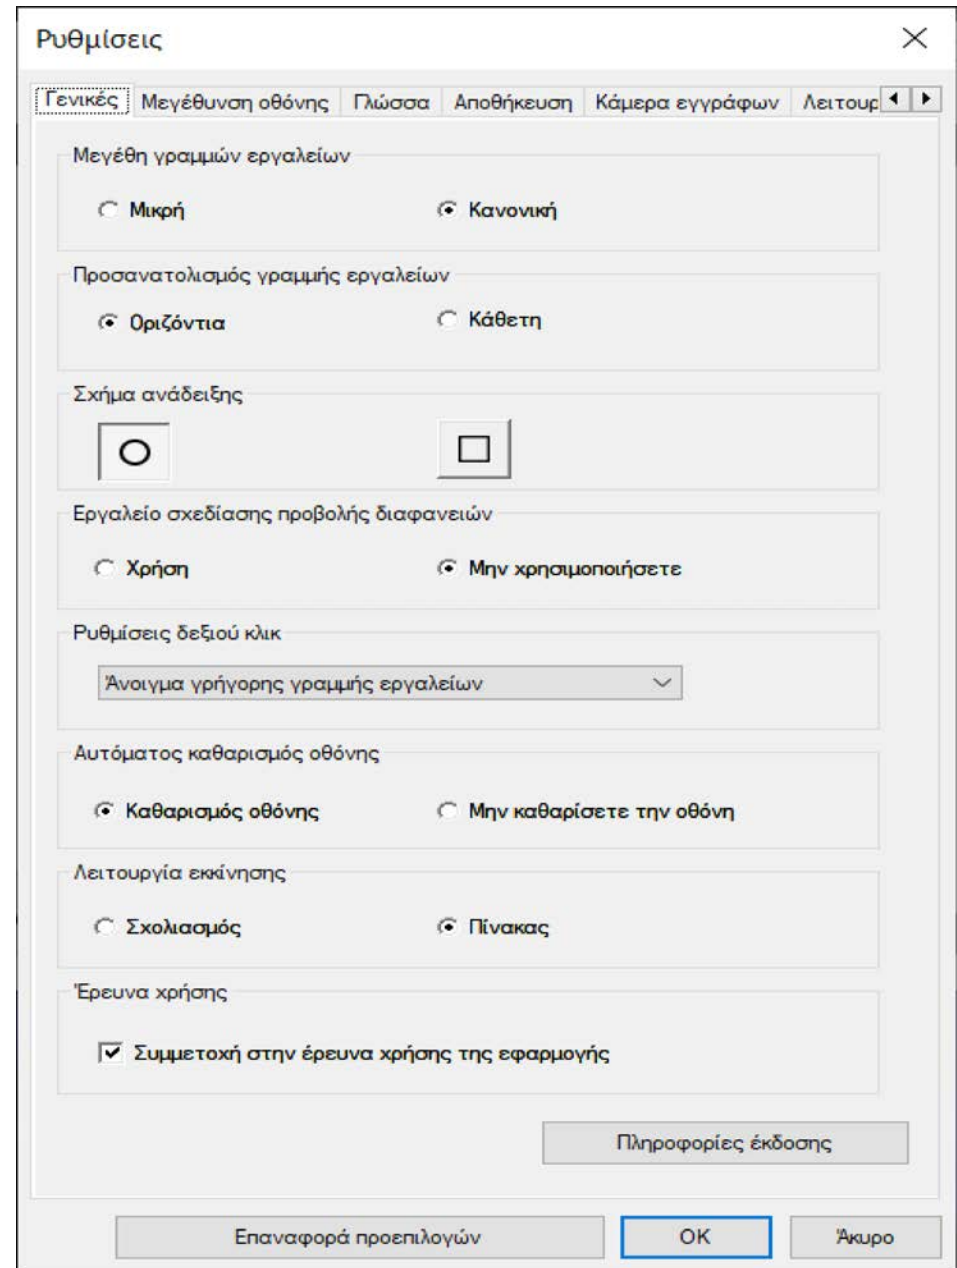 Ρυθμίσεις
Γενικές Μεγέθυνση οθόνης Γλώσσα Αποθήκευση Κάμερα εγγράφων Λειτουρ
Μεγέθη γραμμών εργαλείων
Μικρή Κανονική
Προσανατολισμός γραμμής εργαλείων
Οριζόντια Κάθετη
Σχήμα ανάδειξης
Εργαλείο σχεδίασης προβολής διαφανειών
Χρήση Μην χρησιμοποιήσετε
Ρυθμίσεις δεξιού κλικ
Άνοιγμα γρήγορης γραμμής εργαλείων
Αυτόματος καθαρισμός οθόνης
Καθαρισμός οθόνης Μην καθαρίσετε την οθόνη
Λειτουργία εκκίνησης
Σχολιασμός Πίνακας
Έρευνα χρήσης
Συμμετοχή στην έρευνα χρήσης της εφαρμογής
Πληροφορίες έκδοσης
Επαναφορά προεπιλογών OK Άκυρο